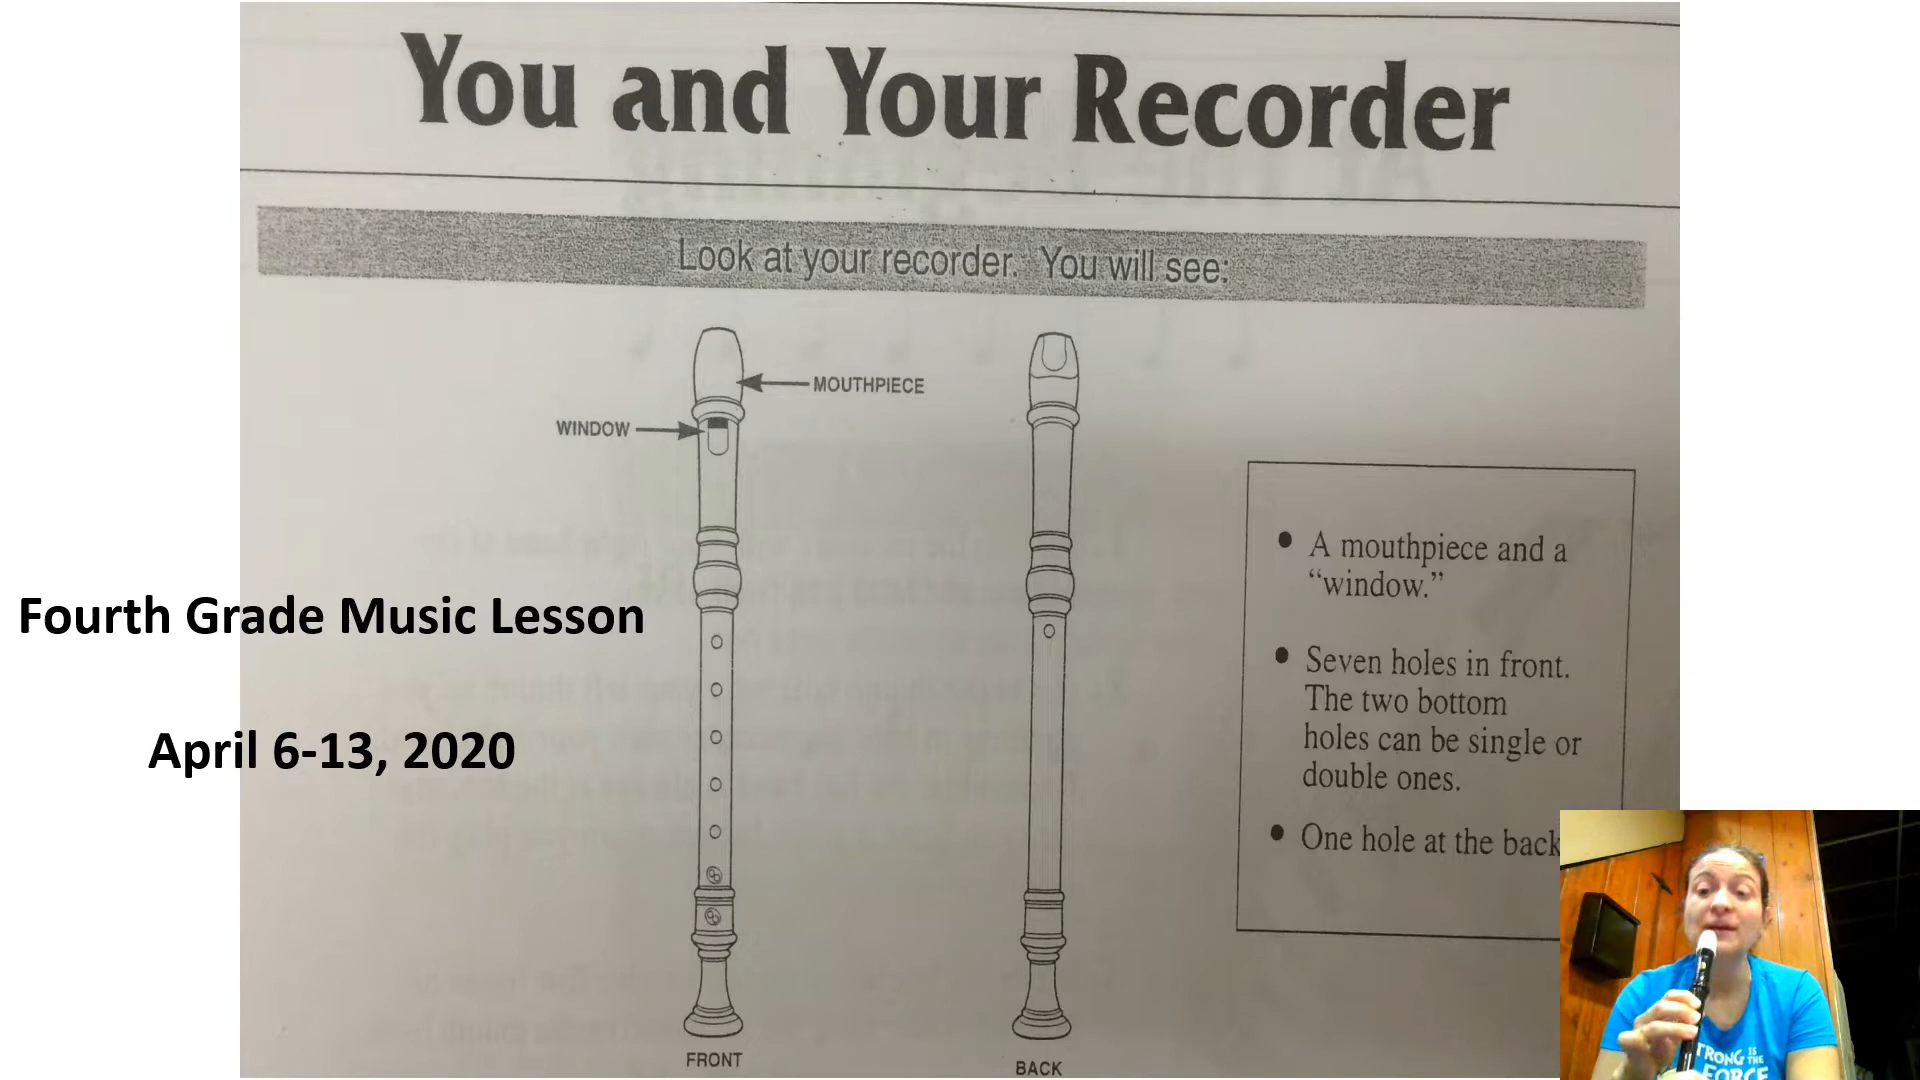 You and Your Recorder
Look at your recorder. You will see:
MOUTHPIECE
WINDOW
• A mouthpiece and a
“window.”
• Seven holes in front.
The two bottom
holes can be single or
double ones.
• One hole at the back
Fourth Grade Music Lesson
April 6-13, 2020
FRONT
BACK
STRONG IS THE
FORCE